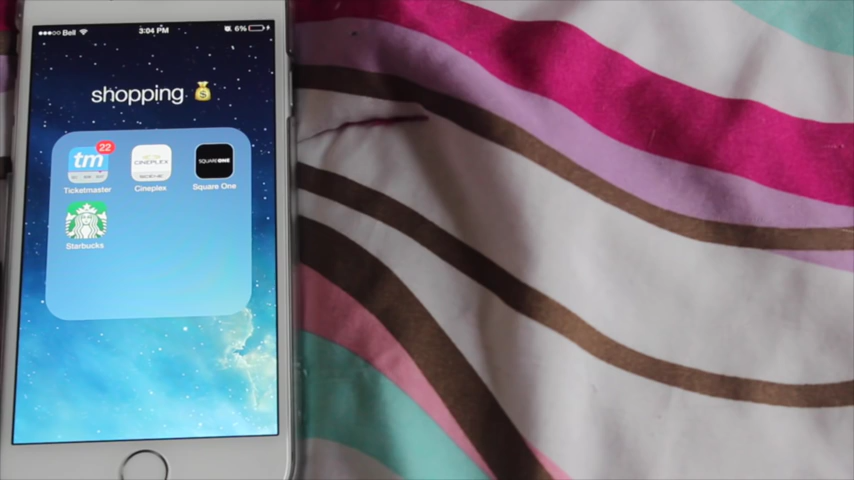 Bell 3:04 PM 6%
shopping 💰
tm 22 CINEPLEX SQUARE ONE
Ticketmaster Cineplex Square One
Starbucks